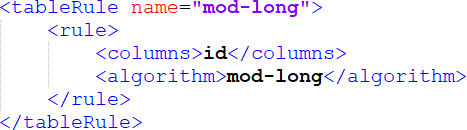 <tableRule name="mod-long">
    <rule>
        <columns>id</columns>
        <algorithm>mod-long</algorithm>
    </rule>
</tableRule>